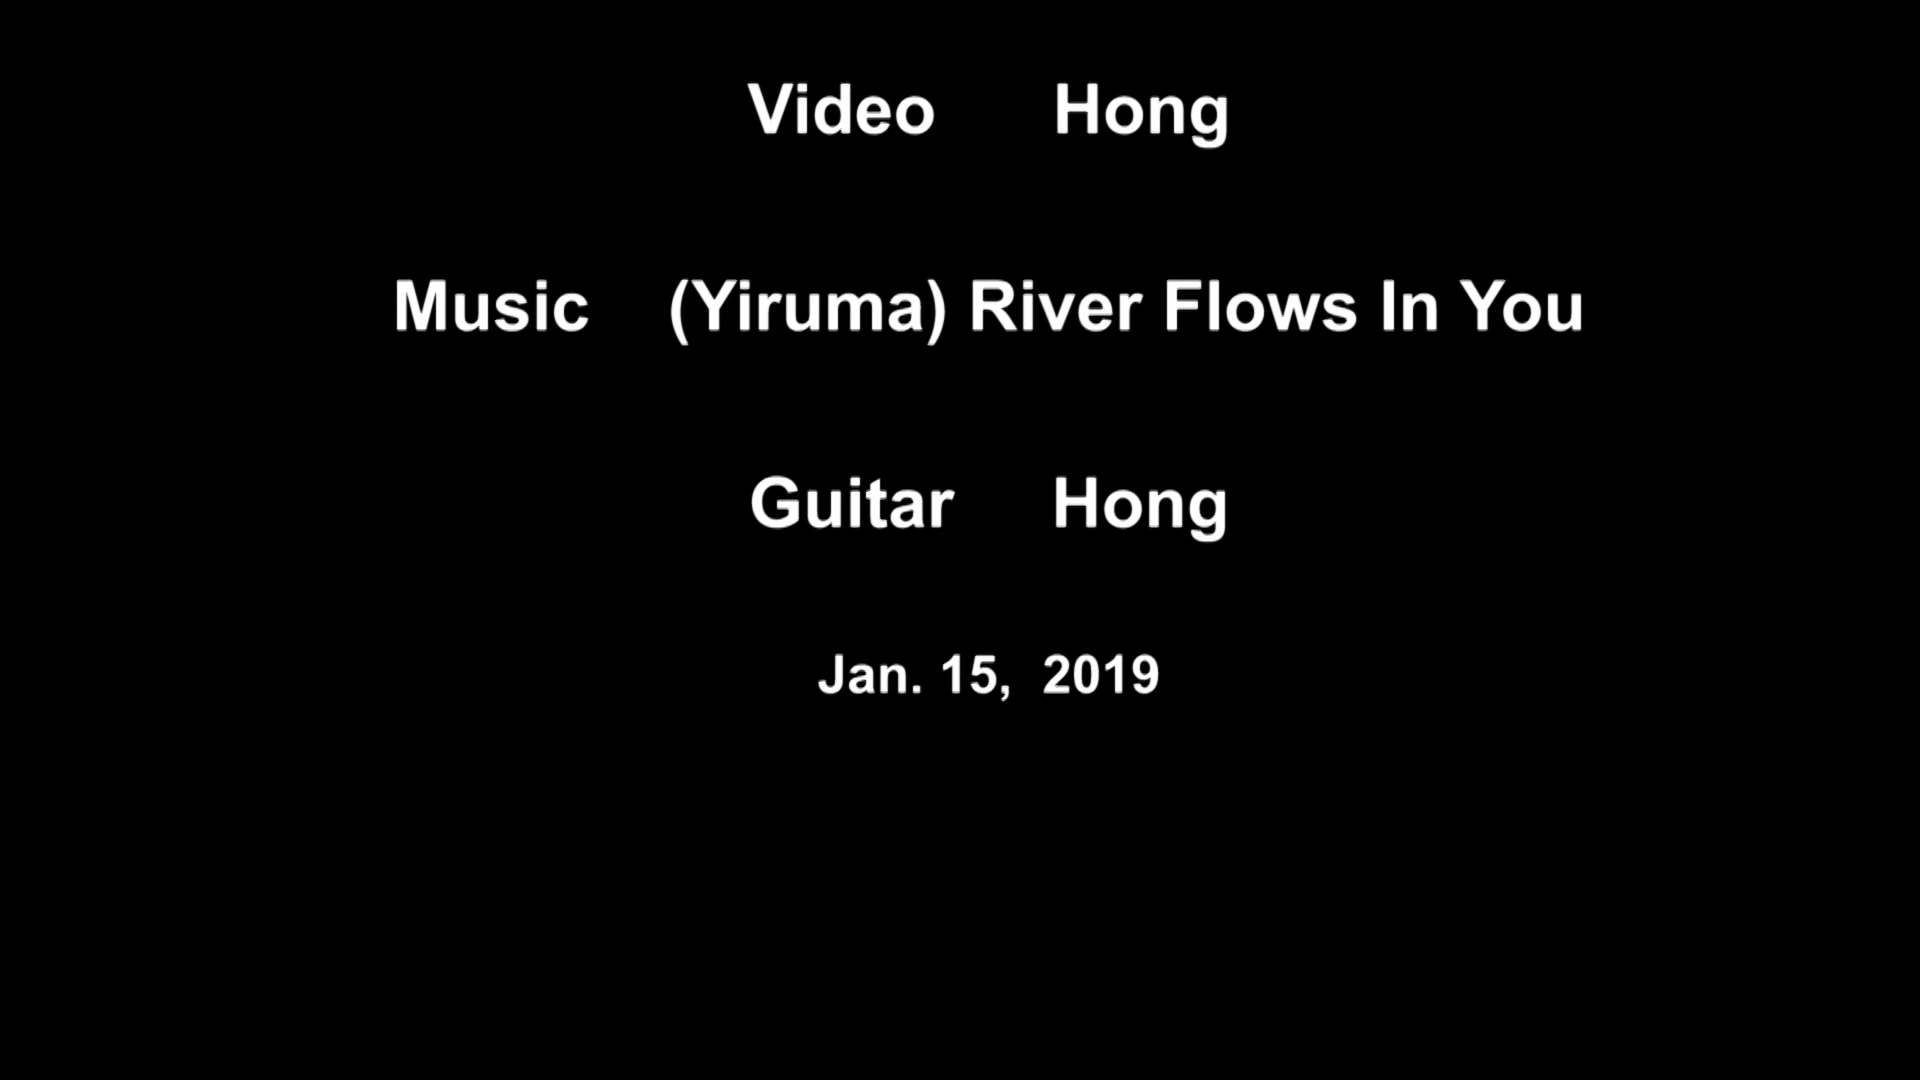 Video Hong
Music (Yiruma) River Flows In You
Guitar Hong
Jan. 15, 2019